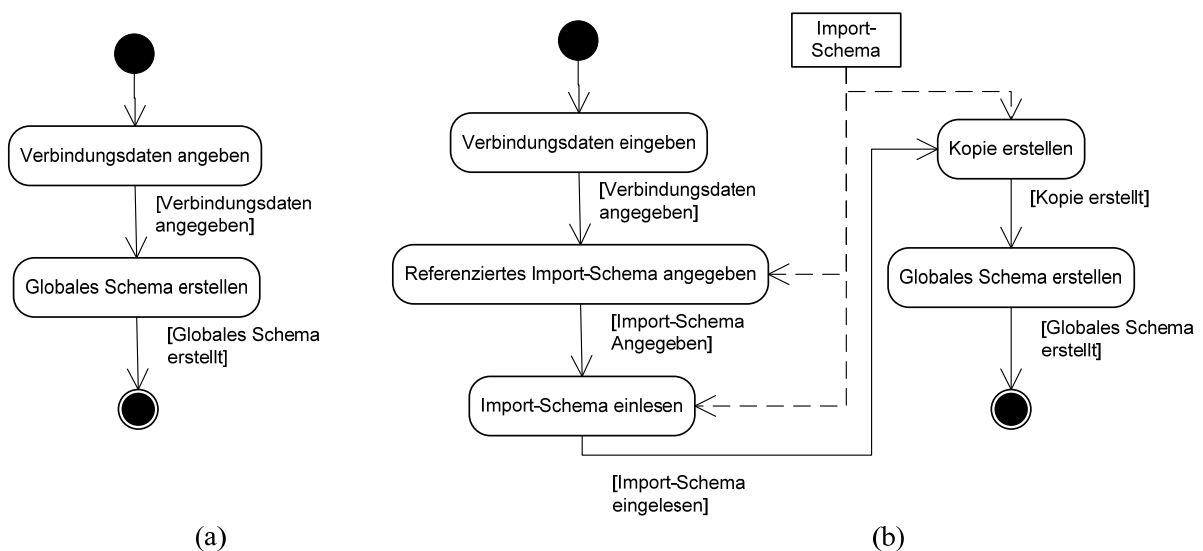 Verbindungsdaten angeben
[Verbindungsdaten
angegeben]
Globales Schema erstellen
[Globales Schema
erstellt]
(a)
Import-
Schema
Verbindungsdaten eingeben
[Verbindungsdaten
angegeben]
Referenziertes Import-Schema angegeben
[Import-Schema
Angegeben]
Import-Schema einlesen
[Import-Schema
eingelesen]
Kopie erstellen
[Kopie erstellt]
Globales Schema erstellen
[Globales Schema
erstellt]
(b)